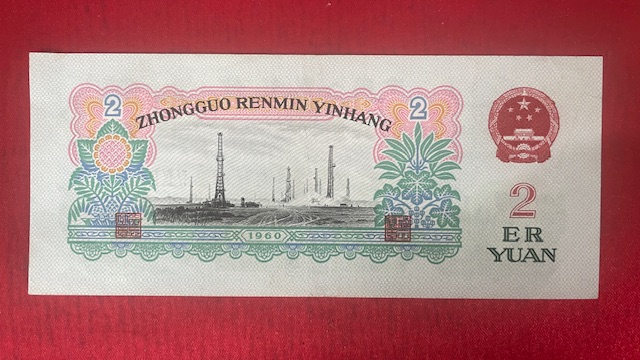 2 2
ZHONGGUO RENMIN YINHANG
1960
2
ER
YUAN